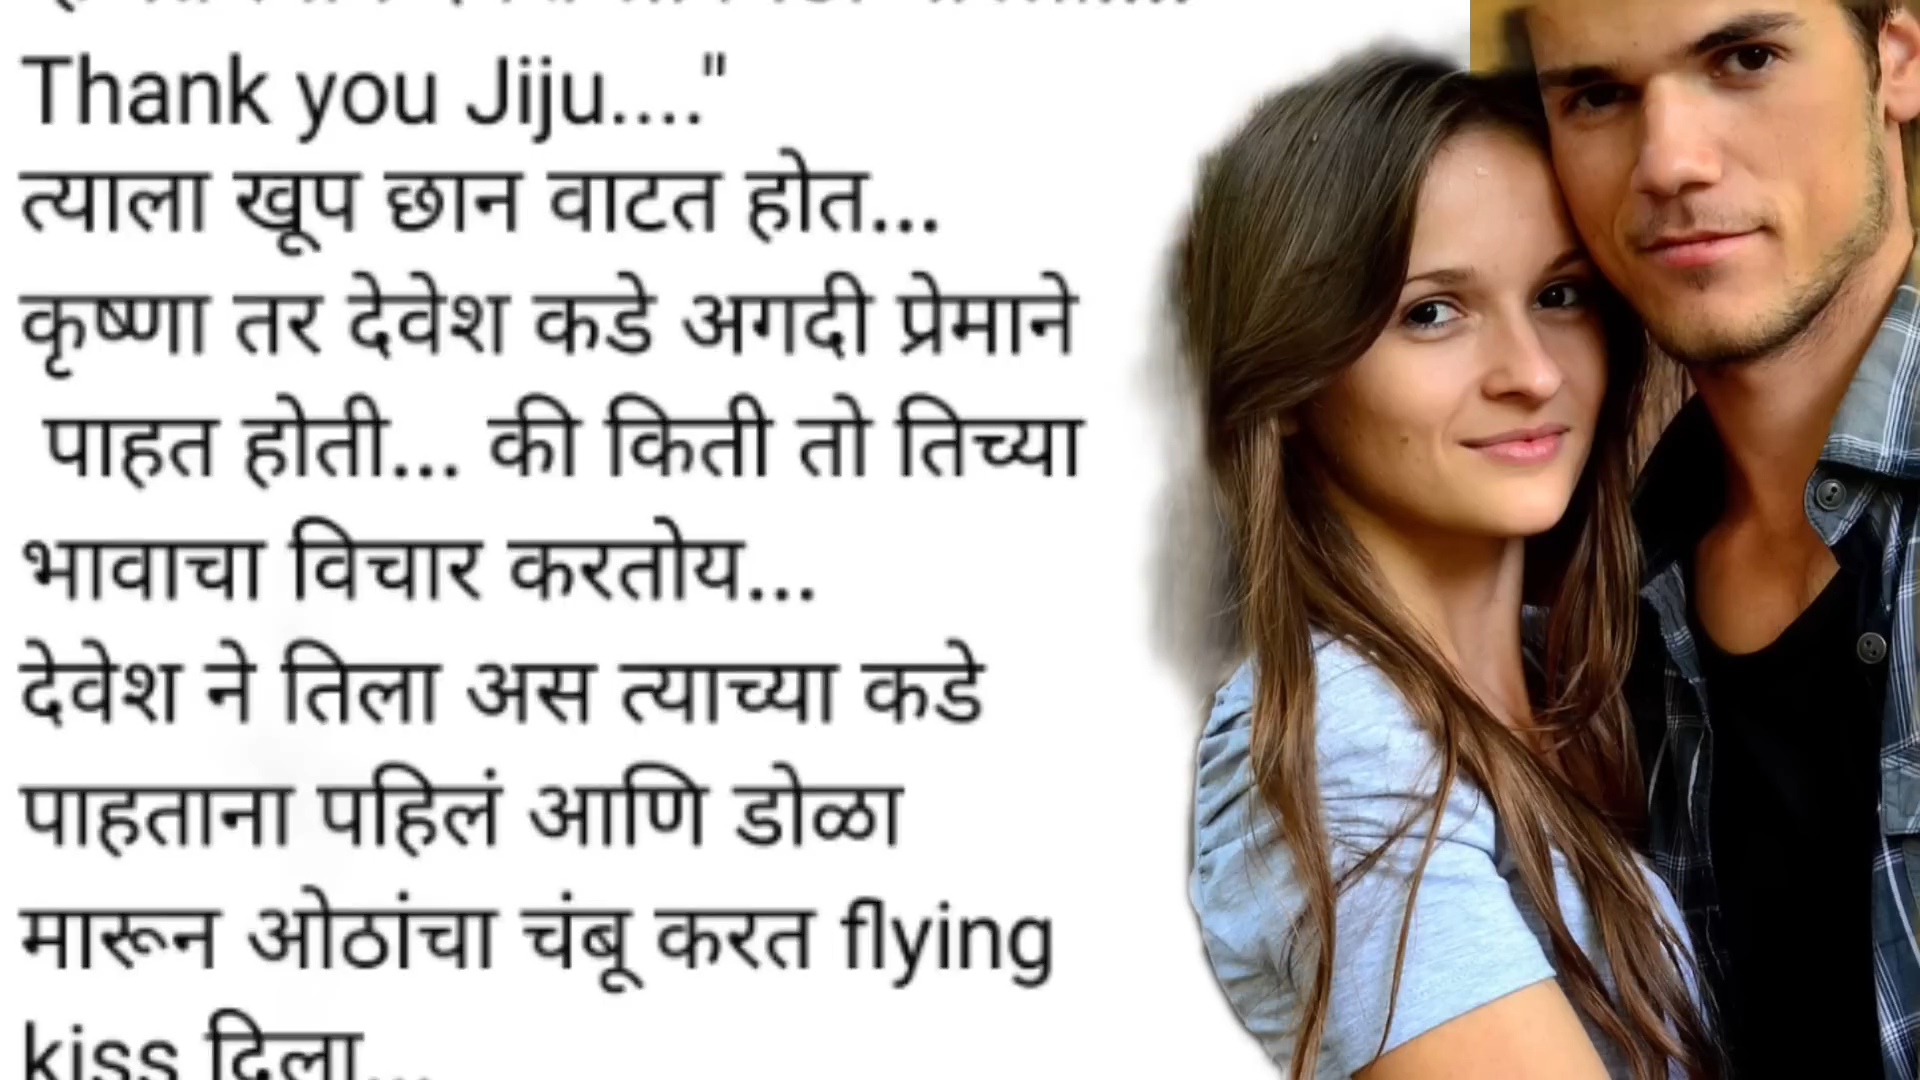 Thank you Jiju...."
त्याला खूप छान वाटत होत...
कृष्णा तर देवेश कडे अगदी प्रेमाने
पाहत होती... की किती तो तिच्या
भावाचा विचार करतोय...
देवेश ने तिला अस त्याच्या कडे
पाहताना पहिलं आणि डोळा
मारून ओठांचा चंबू करत flying
kiss दिला...